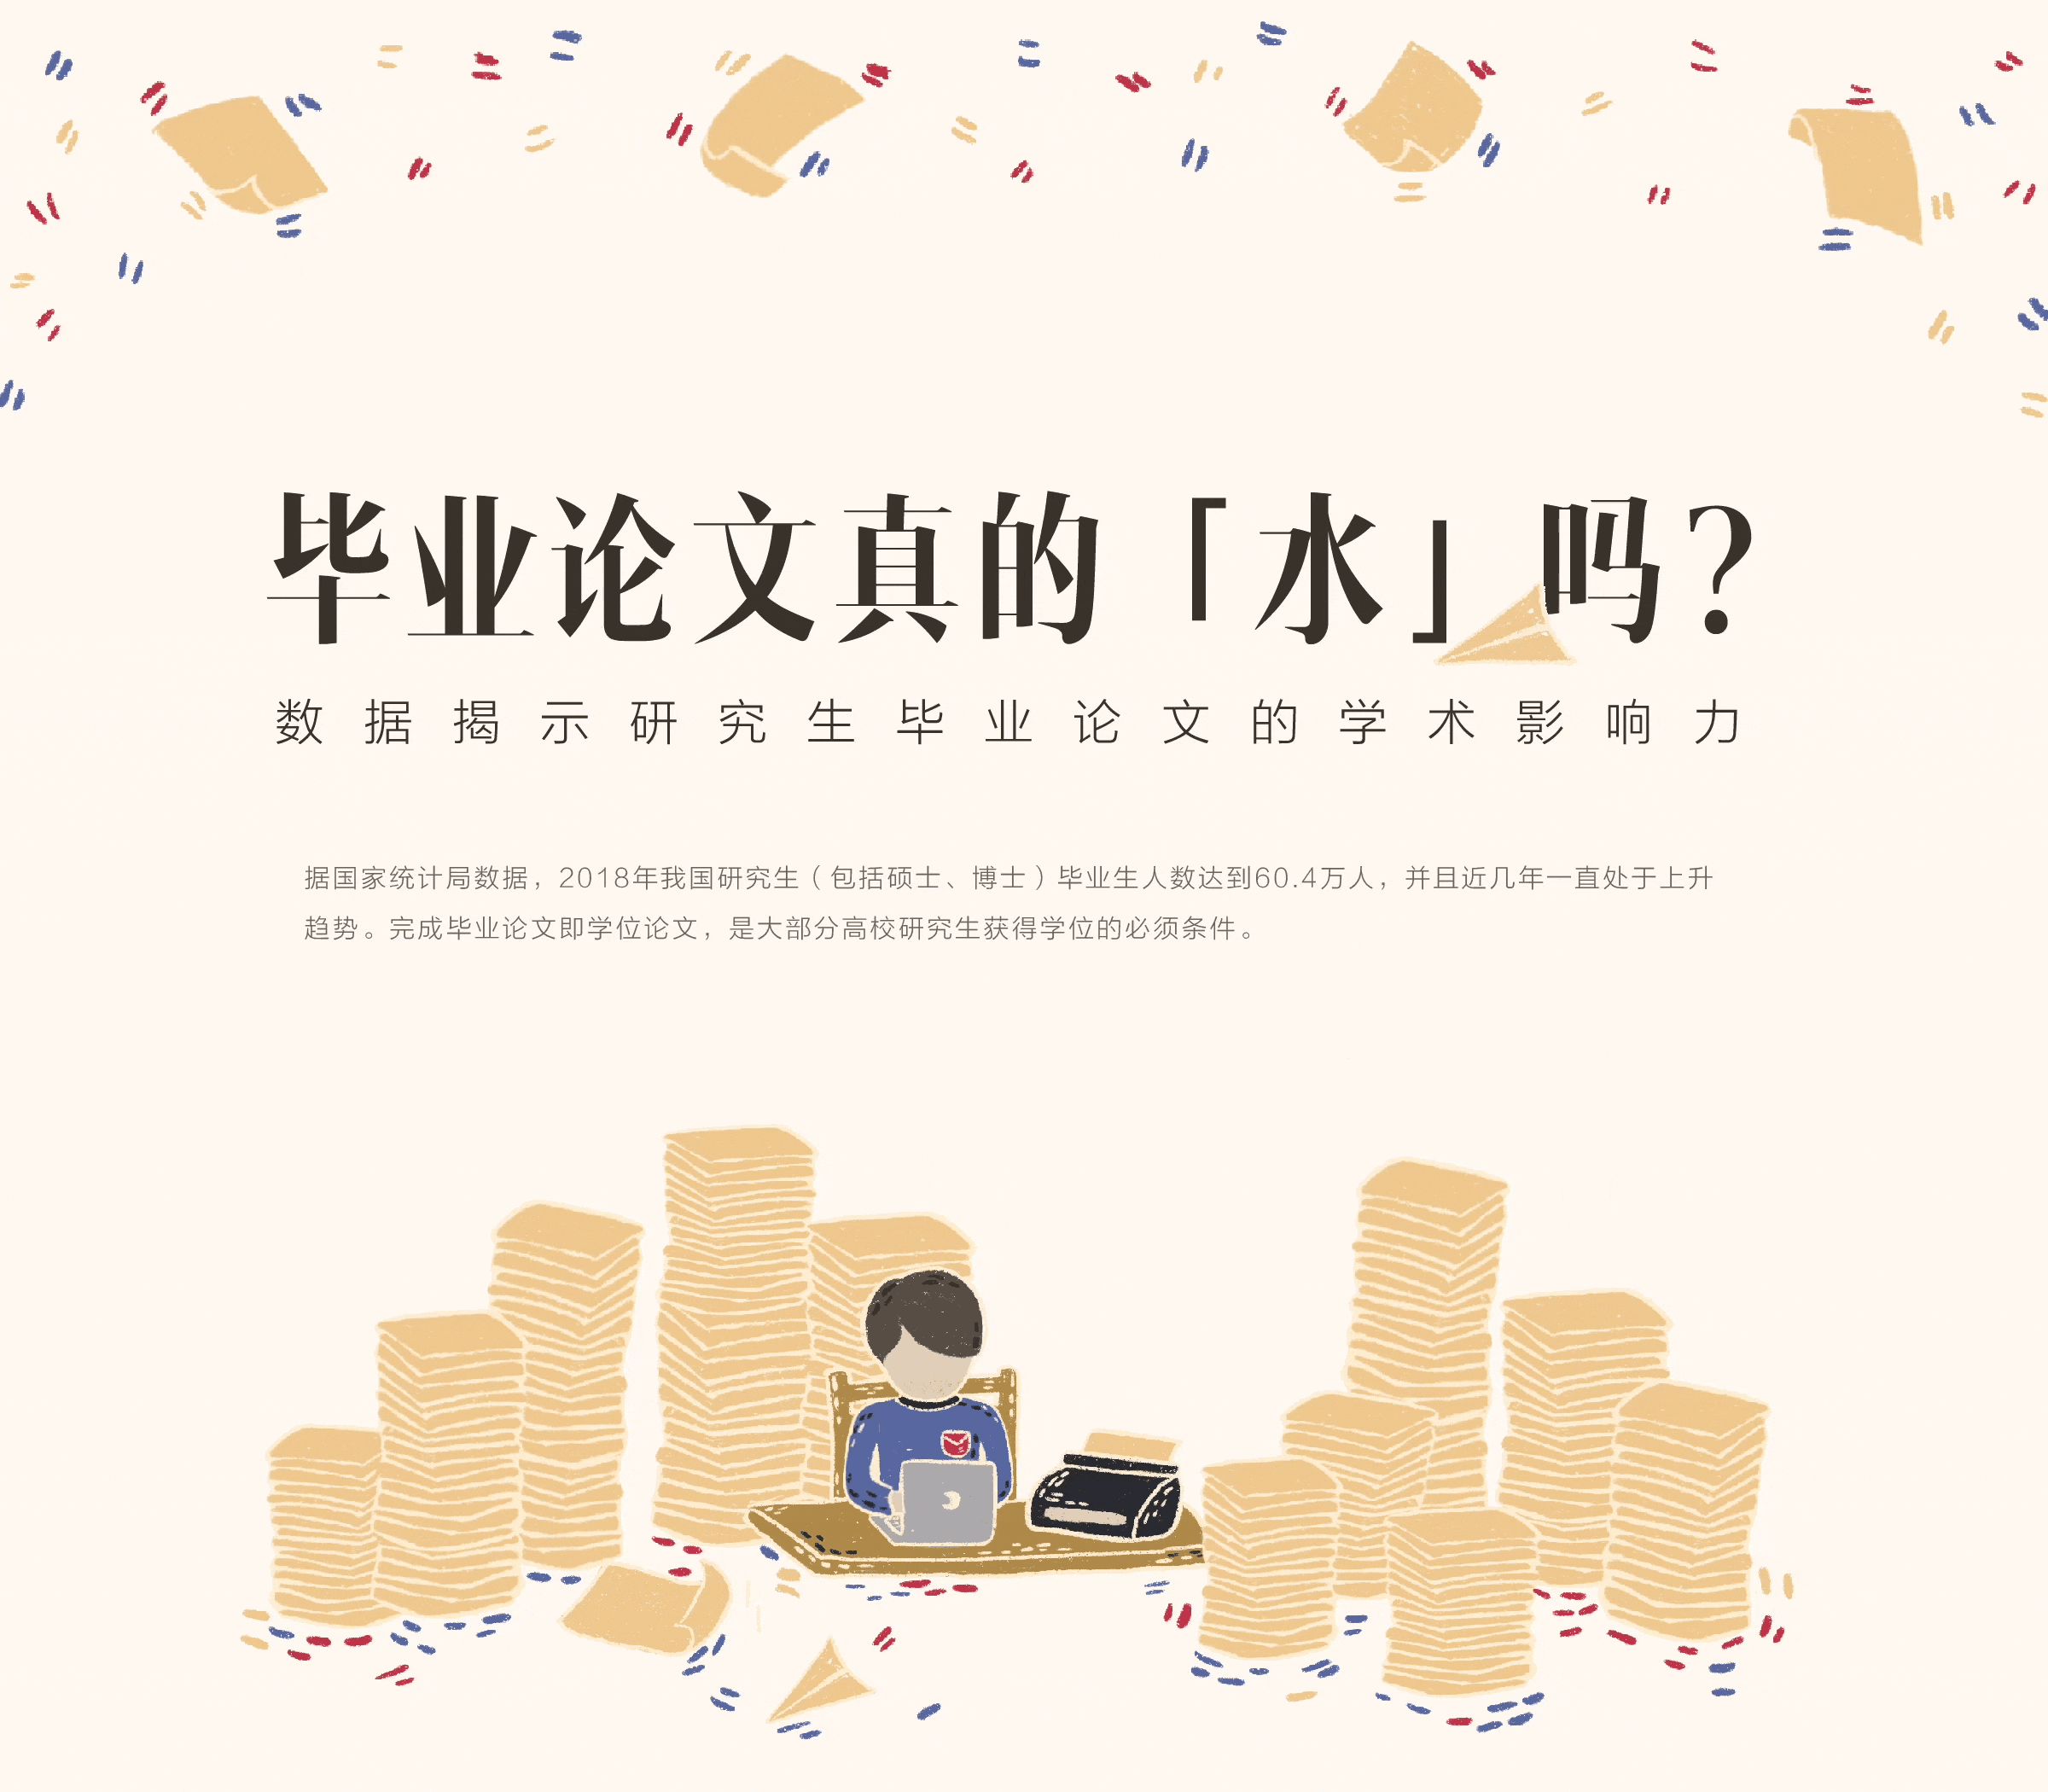 毕业论文真的「水」吗？
数据揭示研究生毕业论文的学术影响力
据国家统计局数据，2018年我国研究生（包括硕士、博士）毕业生人数达到60.4万人，并且近几年一直处于上升
趋势。完成毕业论文即学位论文，是大部分高校研究生获得学位的必须条件。